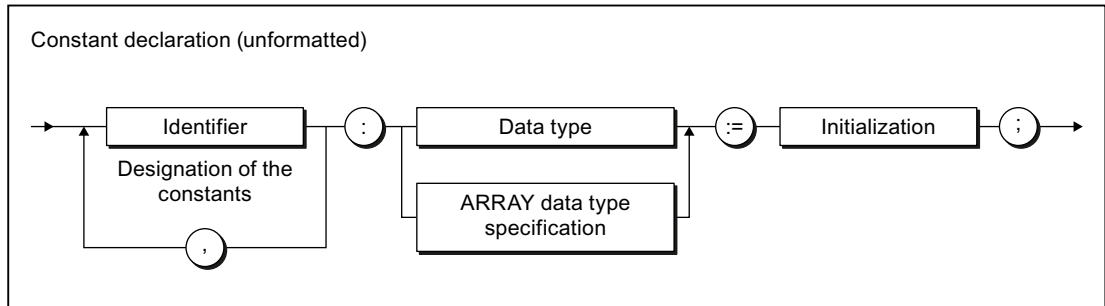 Constant declaration (unformatted)
Identifier
:
Data type
:=
Initialization
;
Designation of the
constants
ARRAY data type
specification
,